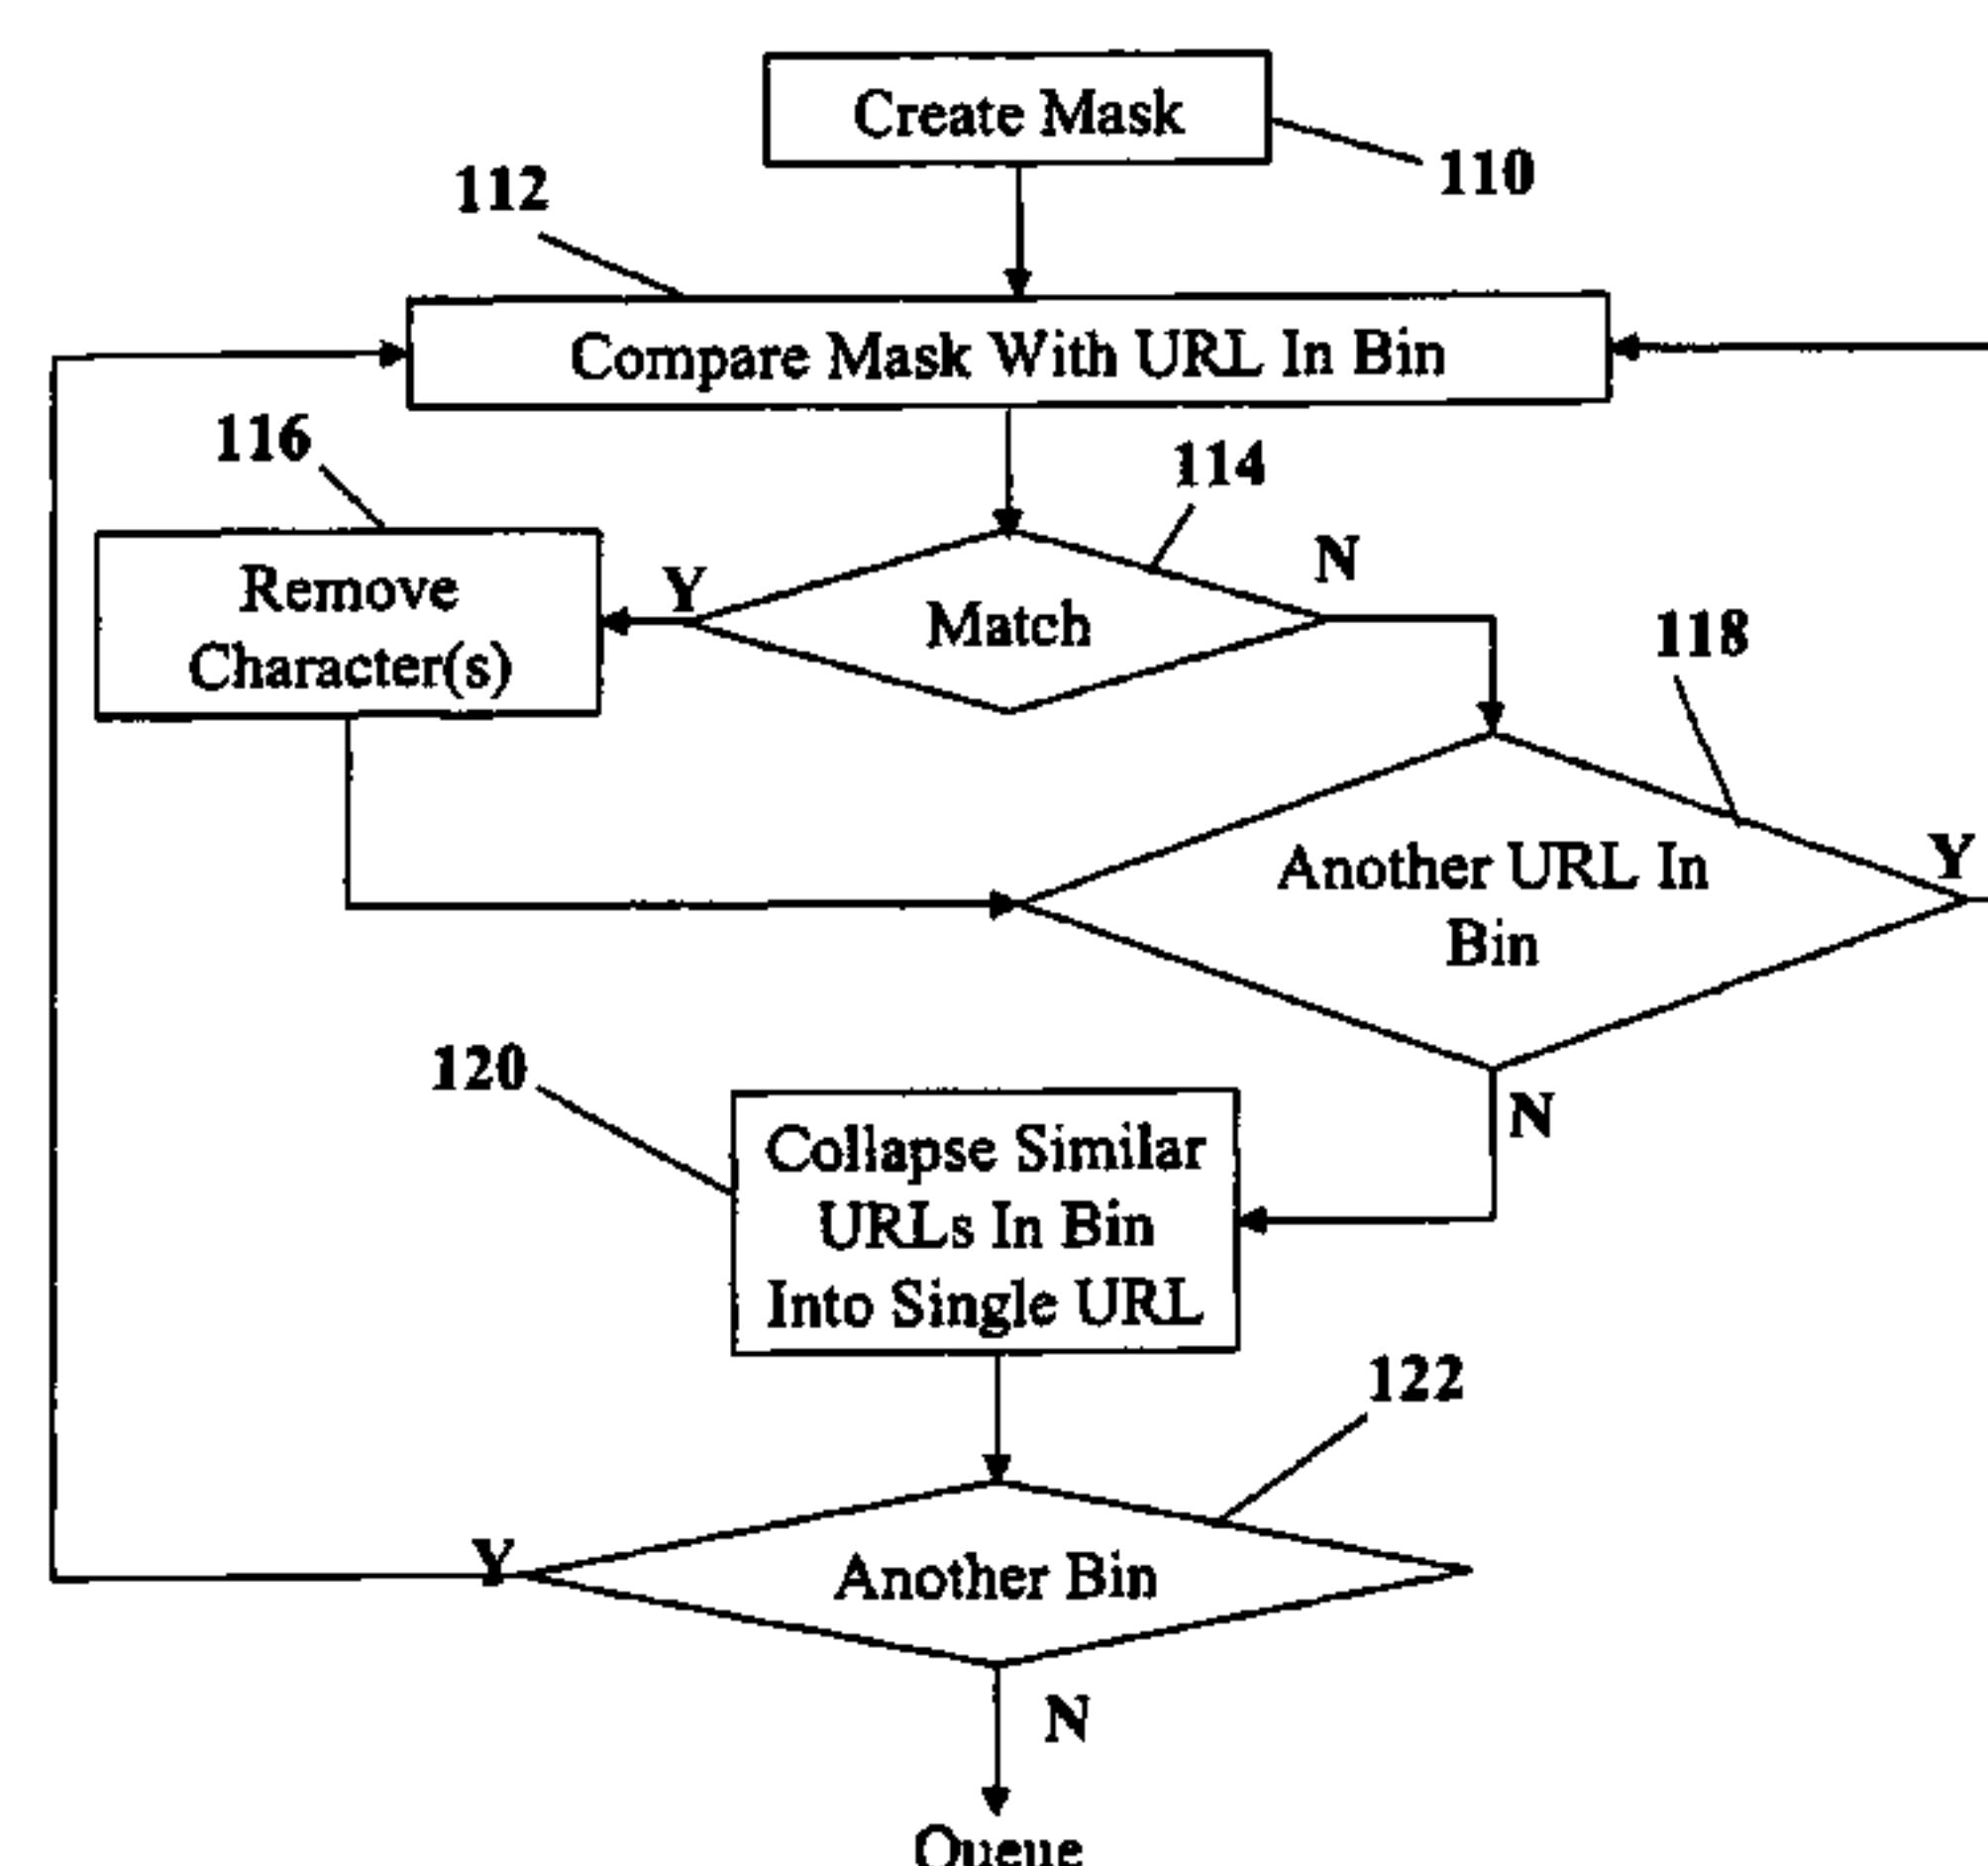 Create Mask
110
112
Compare Mask With URL In Bin
116
114
N
Y
Remove
Character(s)
Match
118
Another URL In
Bin
Y
120
N
Collapse Similar
URLs In Bin
Into Single URL
122
Y
Another Bin
N
Queue